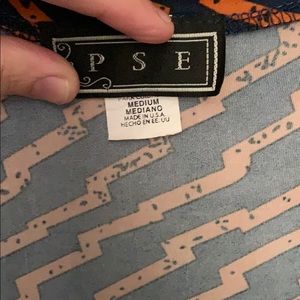 P S E
MEDIUM
MEDIANO
MADE IN U.S.A.
HECHO EN EE.UU